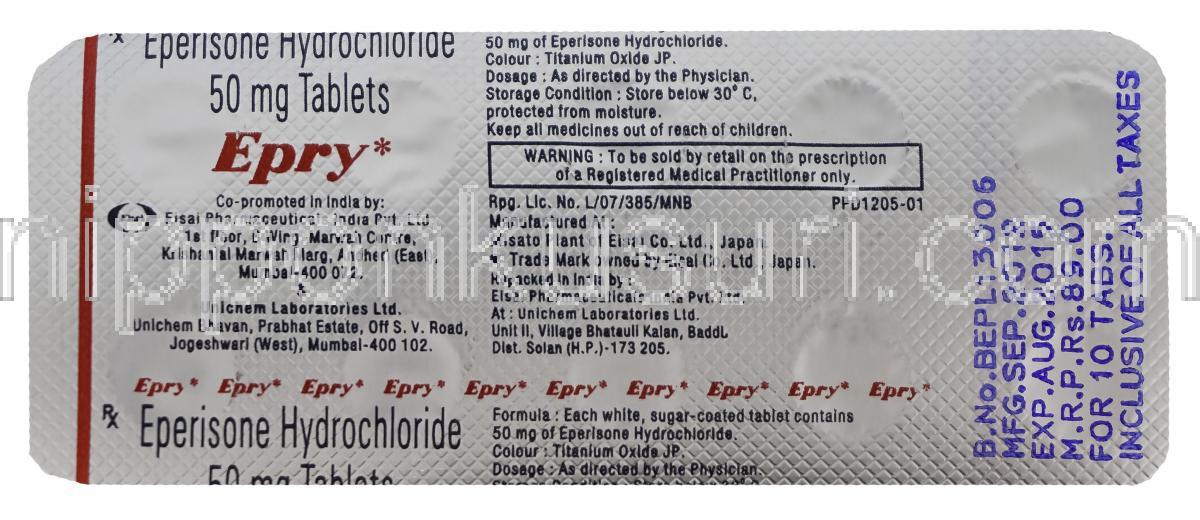 Rx Eperisone Hydrochloride
50 mg Tablets
Epry*
Co-promoted in India by:
Eisai Pharmaceuticals India Pvt. Ltd.
1st floor, C-Wing, Marwah Centre,
Krishanlal Marwah Marg, Andheri (East),
Mumbai-400 072.
&
Unichem Laboratories Ltd.
Unichem Bhavan, Prabhat Estate, Off S. V. Road,
Jogeshwari (West), Mumbai-400 102.
50 mg of Eperisone Hydrochloride.
Colour : Titanium Oxide JP.
Dosage : As directed by the Physician.
Storage Condition : Store below 30° C,
protected from moisture.
Keep all medicines out of reach of children.
WARNING : To be sold by retail on the prescription
of a Registered Medical Practitioner only.
Rpg. Lic. No. L/07/385/MNB PFD1205-01
Manufactured At :
Misato Plant of Eisai Co. Ltd., Japan.
* Trade Mark owned by Eisai Co. Ltd., Japan.
Repacked in India by :
Eisai Pharmaceuticals India Pvt. Ltd.
At : Unichem Laboratories Ltd.
Unit II, Village Bhatauli Kalan, Baddi,
Dist. Solan (H.P.)-173 205.
Epry* Epry* Epry* Epry* Epry* Epry* Epry* Epry* Epry* Epry*
Rx Eperisone Hydrochloride
50 mg Tablets
Formula : Each white, sugar-coated tablet contains
50 mg of Eperisone Hydrochloride.
Colour : Titanium Oxide JP.
Dosage : As directed by the Physician.
Storage Condition : Store below 30° C,
B.No.BEPL13006
MFG.SEP.2013
EXP.AUG.2015
M.R.P.Rs.89.00
FOR 10 TABS.
INCLUSIVE OF ALL TAXES
nipponkusuri.com